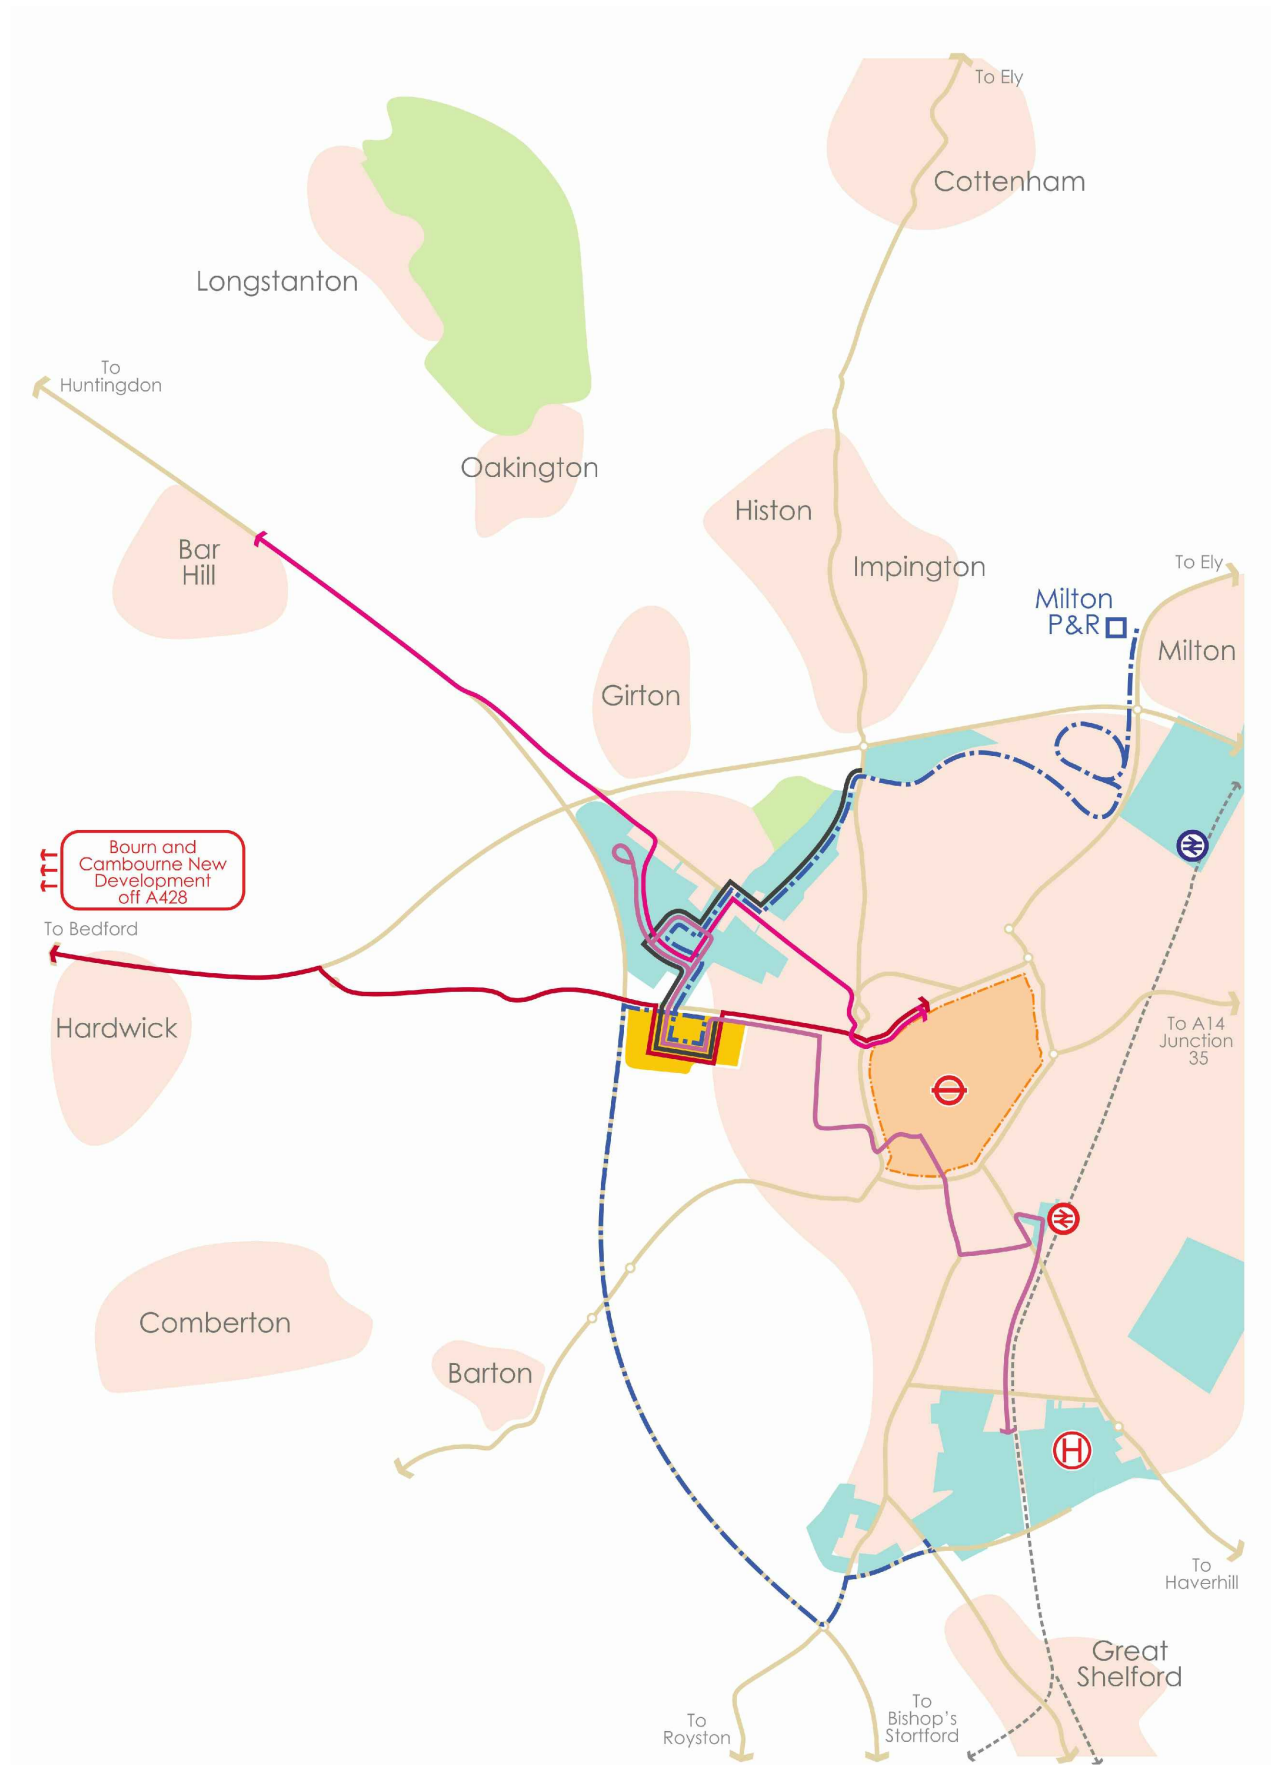 To Ely
Cottenham
Longstanton
To
Huntingdon
Oakington
Histon
Bar
Hill
Impington
To Ely
Milton
P&R
Milton
Girton
Bourn and
Cambourne New
Development
off A428
To Bedford
Hardwick
To A14
Junction
35
Comberton
Barton
H
To
Haverhill
Great
Shelford
To
Bishop's
Stortford
To
Royston